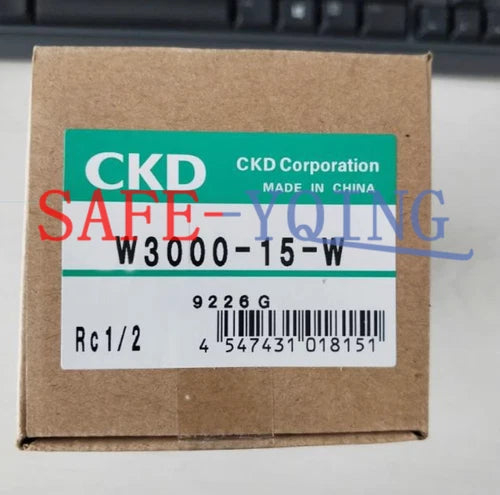 CKD
CKD Corporation
MADE IN CHINA
SAFE-YQING
W3000-15-W
9226G
Rc1/2
4 547431 018151